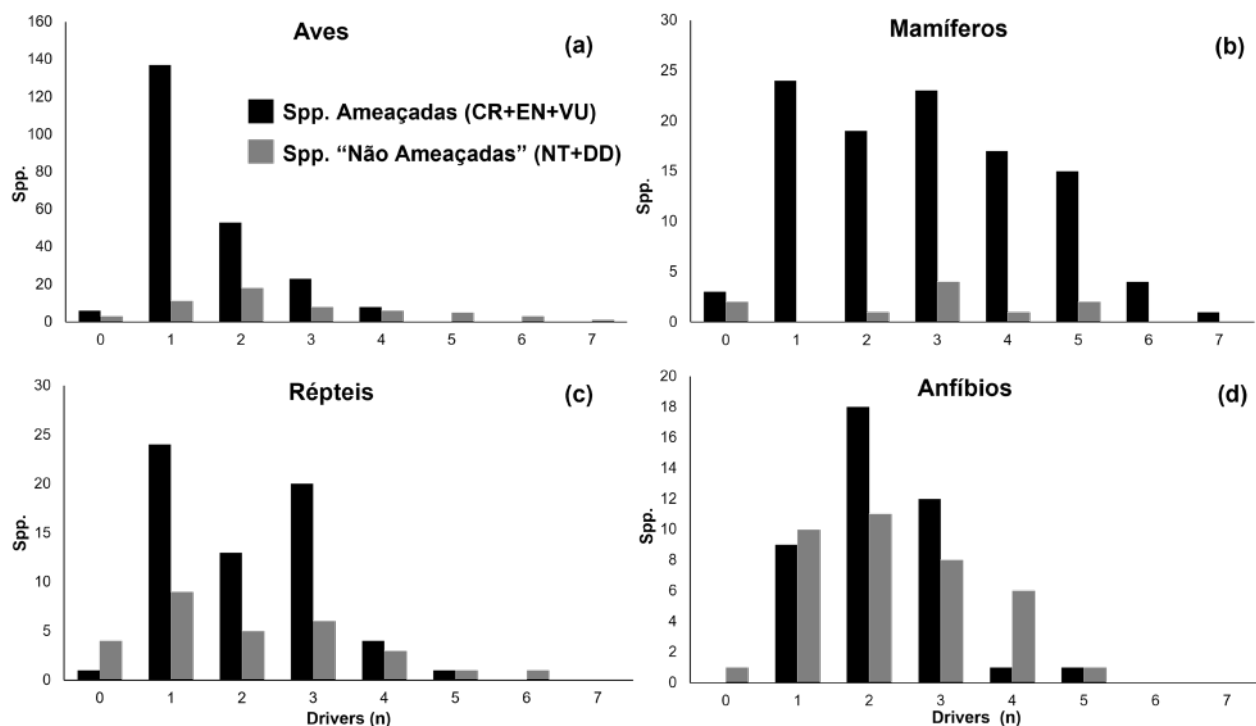 Aves
(a)
160
140
120
100
80
60
40
20
0
Spp.
Spp. Ameaçadas (CR+EN+VU)
Spp. “Não Ameaçadas” (NT+DD)
0 1 2 3 4 5 6 7
Mamíferos
(b)
30
25
20
15
10
5
0
Spp.
0 1 2 3 4 5 6 7
Répteis
(c)
30
25
20
15
10
5
0
Spp.
0 1 2 3 4 5 6 7
Drivers (n)
Anfíbios
(d)
20
18
16
14
12
10
8
6
4
2
0
Spp.
0 1 2 3 4 5 6 7
Drivers (n)